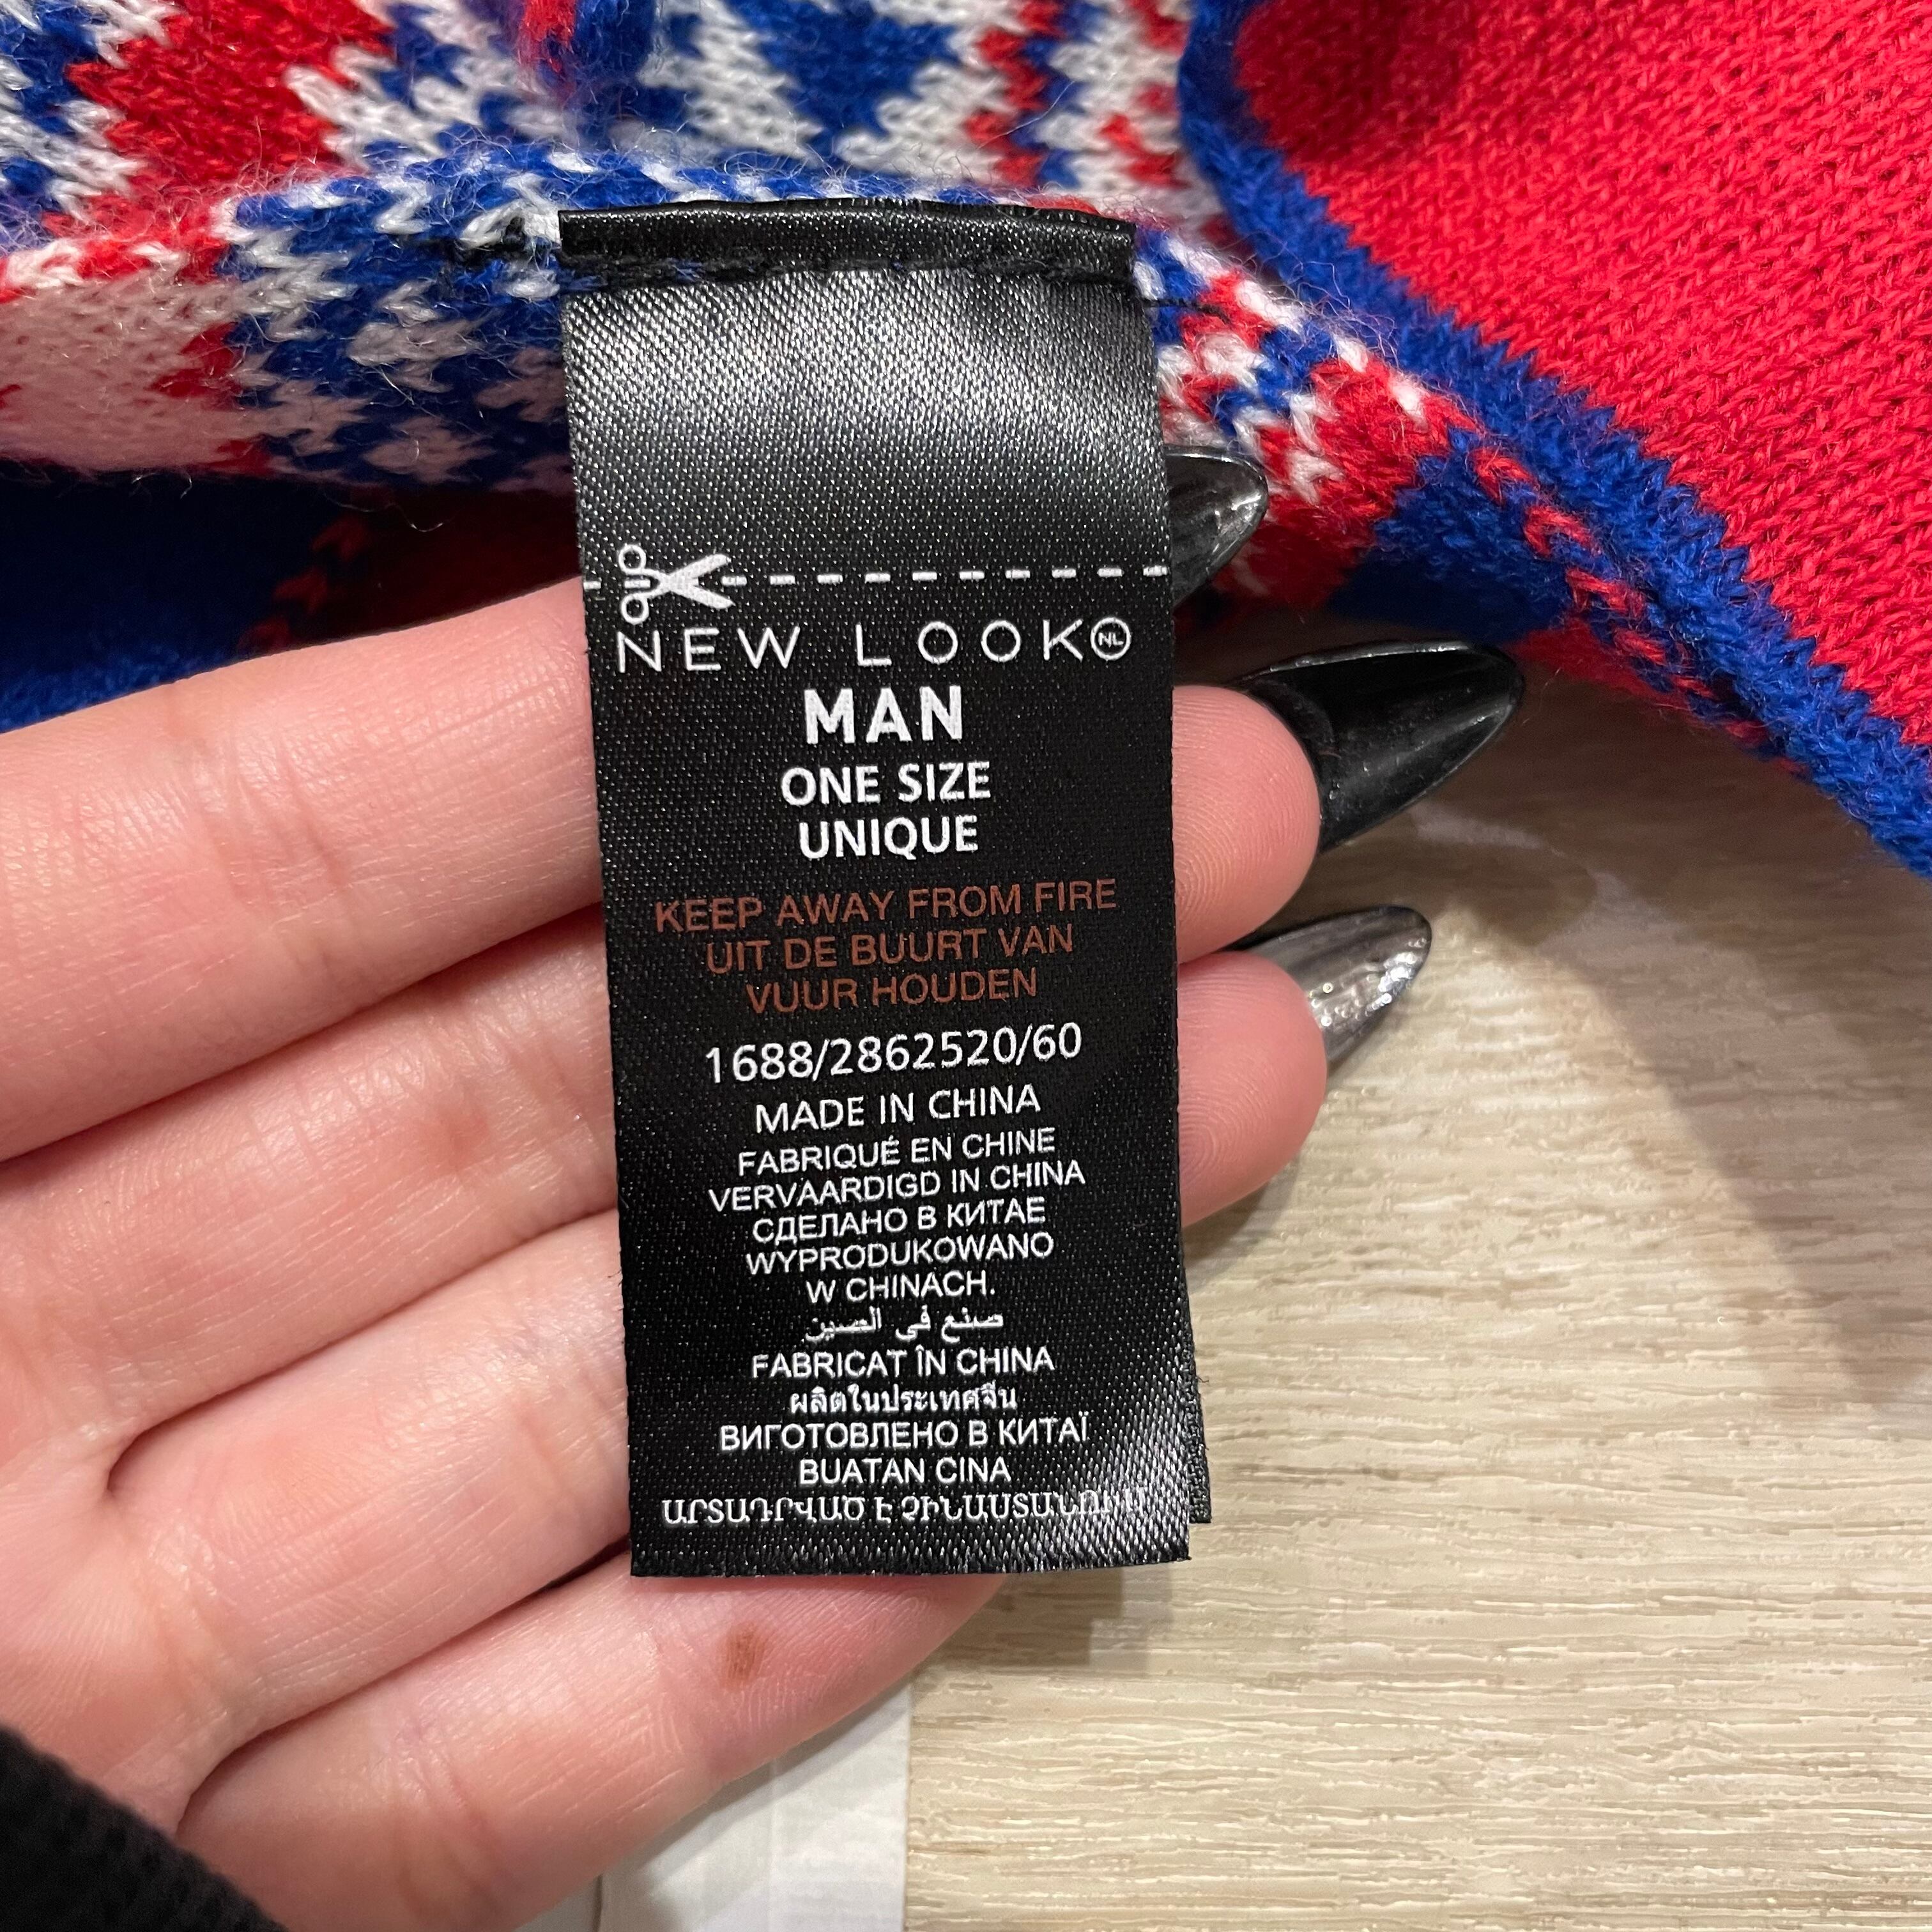 NEW LOOK NL
MAN
ONE SIZE
UNIQUE
KEEP AWAY FROM FIRE
UIT DE BUURT VAN
VUUR HOUDEN
1688/2862520/60
MADE IN CHINA
FABRIQUÉ EN CHINE
VERVAARDIGD IN CHINA
СДЕЛАНО В КИТАЕ
WYPRODUKOWANO
W CHINACH.
صنع في الصين
FABRICAT ÎN CHINA
ผลิตในประเทศจีน
ВИГОТОВЛЕНО В КИТАЇ
BUATAN CINA
ԱՐՏԱԴՐՎԱԾ Է ՉԻՆԱՍՏԱՆՈՒՄ